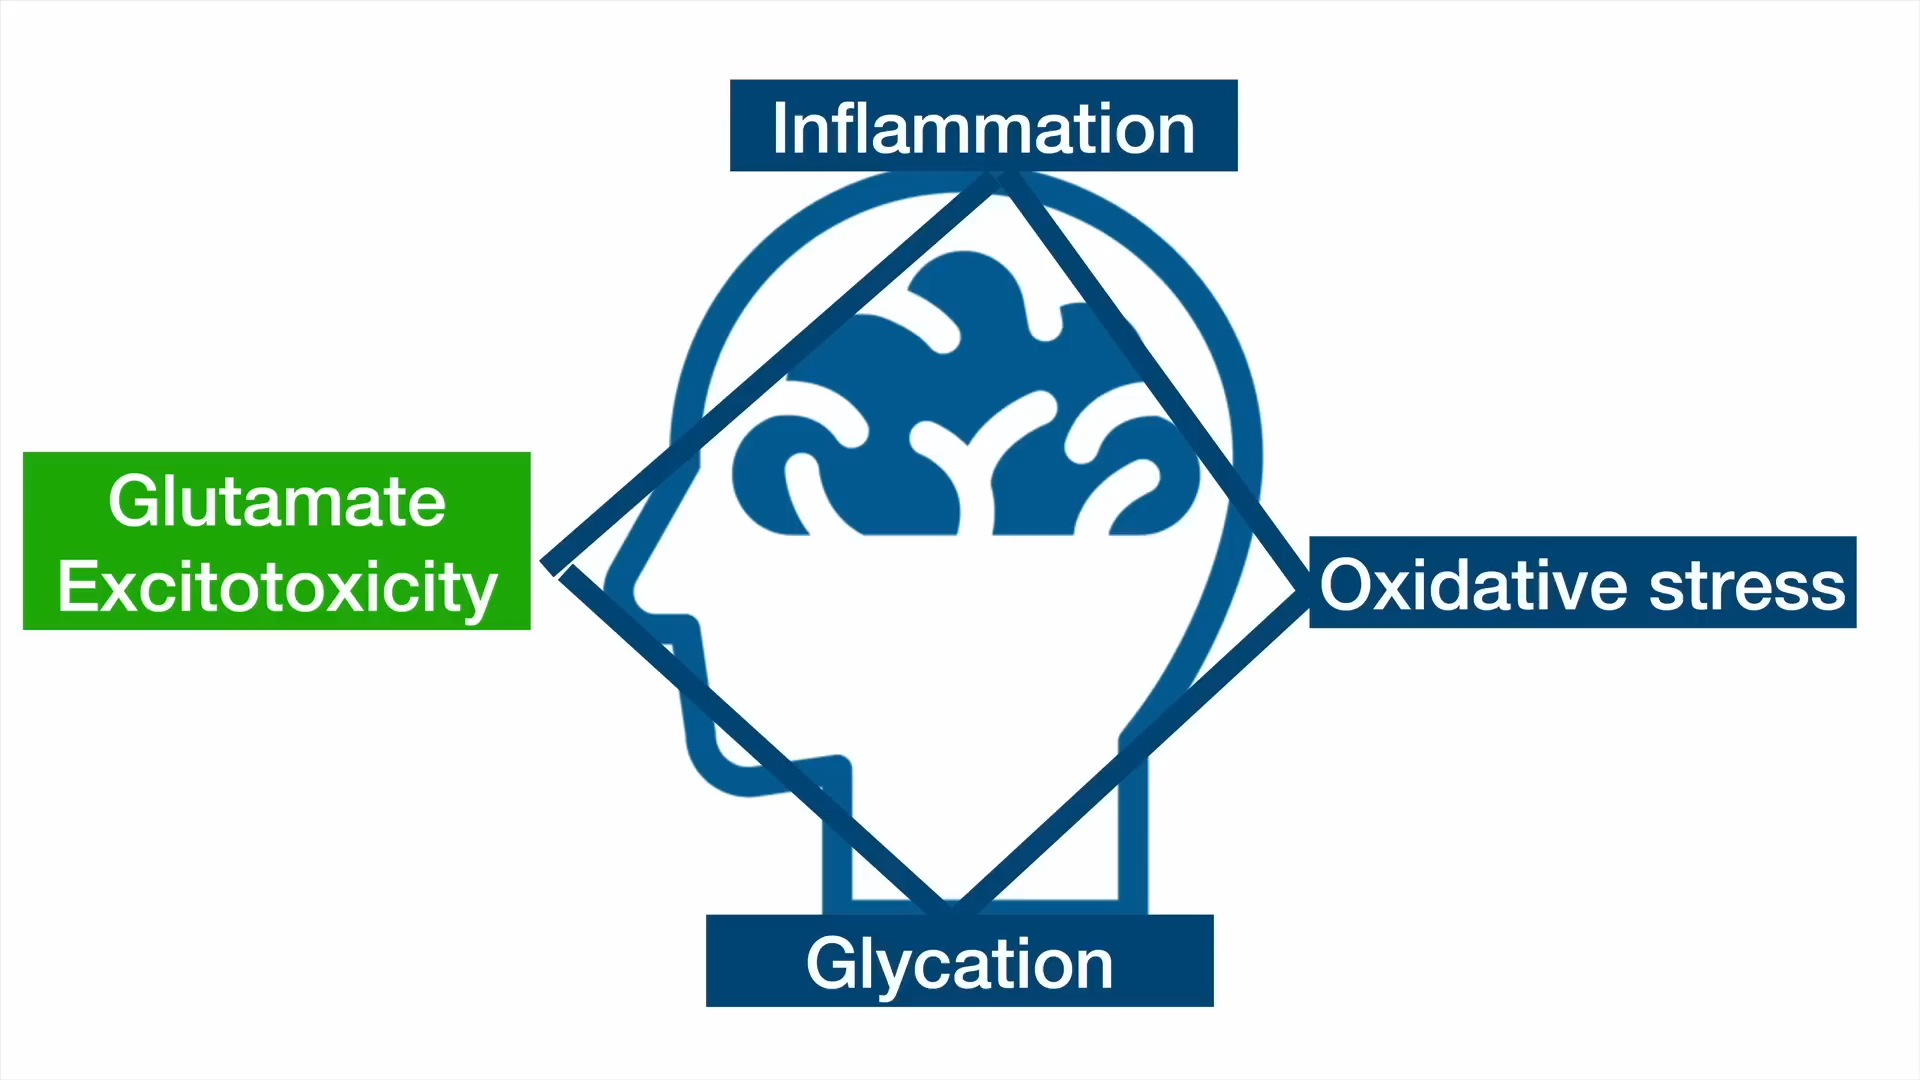 Inflammation
Glutamate
Excitotoxicity
Oxidative stress
Glycation